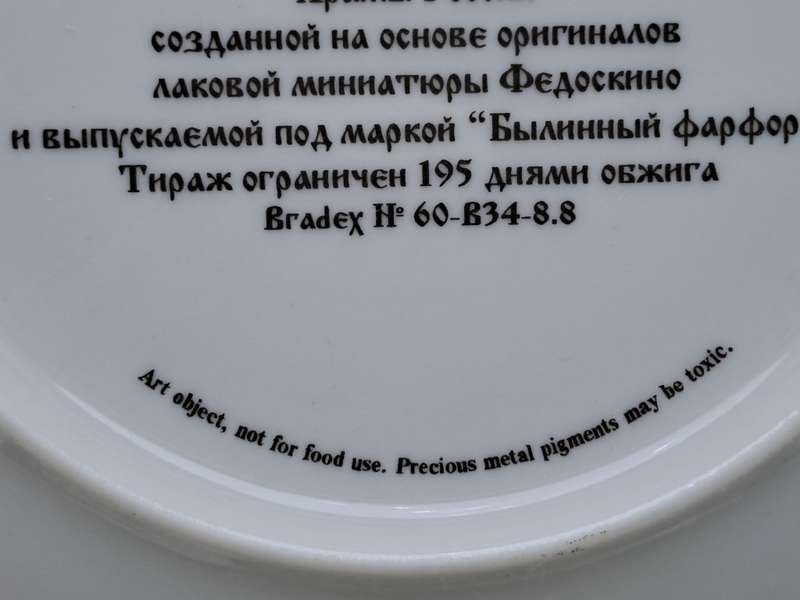 созданной на основе оригиналов
лаковой миниатюры Федоскино
и выпускаемой под маркой “Былинный фарфор
Тираж ограничен 195 днями обжига
Bradex № 60-B34-8.8
Art object, not for food use. Precious metal pigments may be toxic.